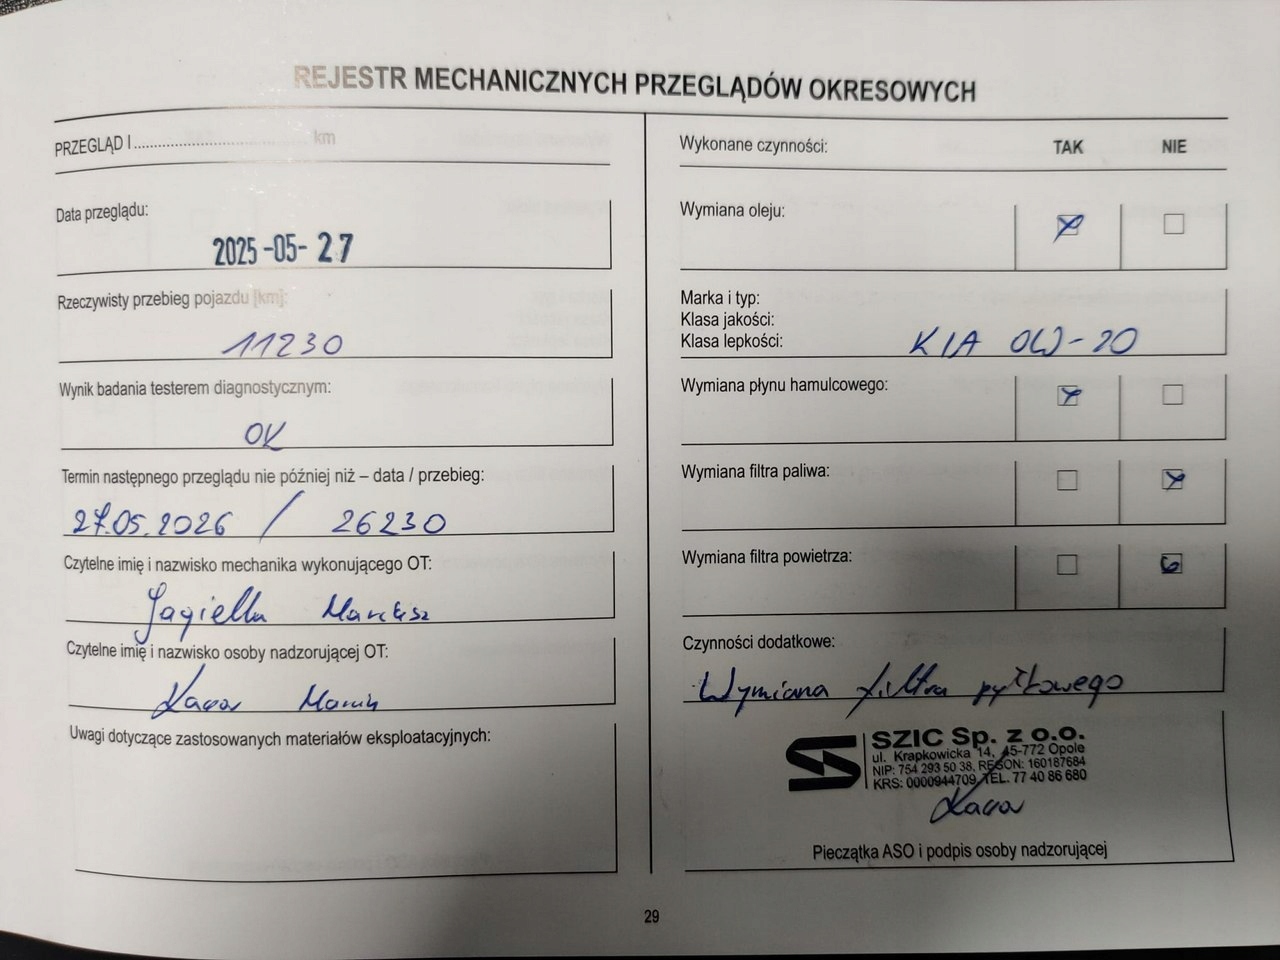 REJESTR MECHANICZNYCH PRZEGLĄDÓW OKRESOWYCH
PRZEGLĄD I.......................................... km
Data przeglądu:
2025-05-27
Rzeczywisty przebieg pojazdu [km]:
11230
Wynik badania testerem diagnostycznym:
OK
Termin następnego przeglądu nie później niż – data / przebieg:
27.05.2026 / 26230
Czytelne imię i nazwisko mechanika wykonującego OT:
Jagiella Mateusz
Czytelne imię i nazwisko osoby nadzorującej OT:
Marcin
Uwagi dotyczące zastosowanych materiałów eksploatacyjnych:
Wykonane czynności: TAK NIE
Wymiana oleju:
Marka i typ:
Klasa jakości:
Klasa lepkości: KIA 0W-20
Wymiana płynu hamulcowego:
Wymiana filtra paliwa:
Wymiana filtra powietrza:
Czynności dodatkowe:
Wymiana filtra pyłkowego
SZIC Sp. z o.o.
ul. Krapkowicka 14, 45-772 Opole
NIP: 754 293 50 38, REGON: 160187684
KRS: 0000944709, TEL. 77 40 86 680
Pieczątka ASO i podpis osoby nadzorującej
29